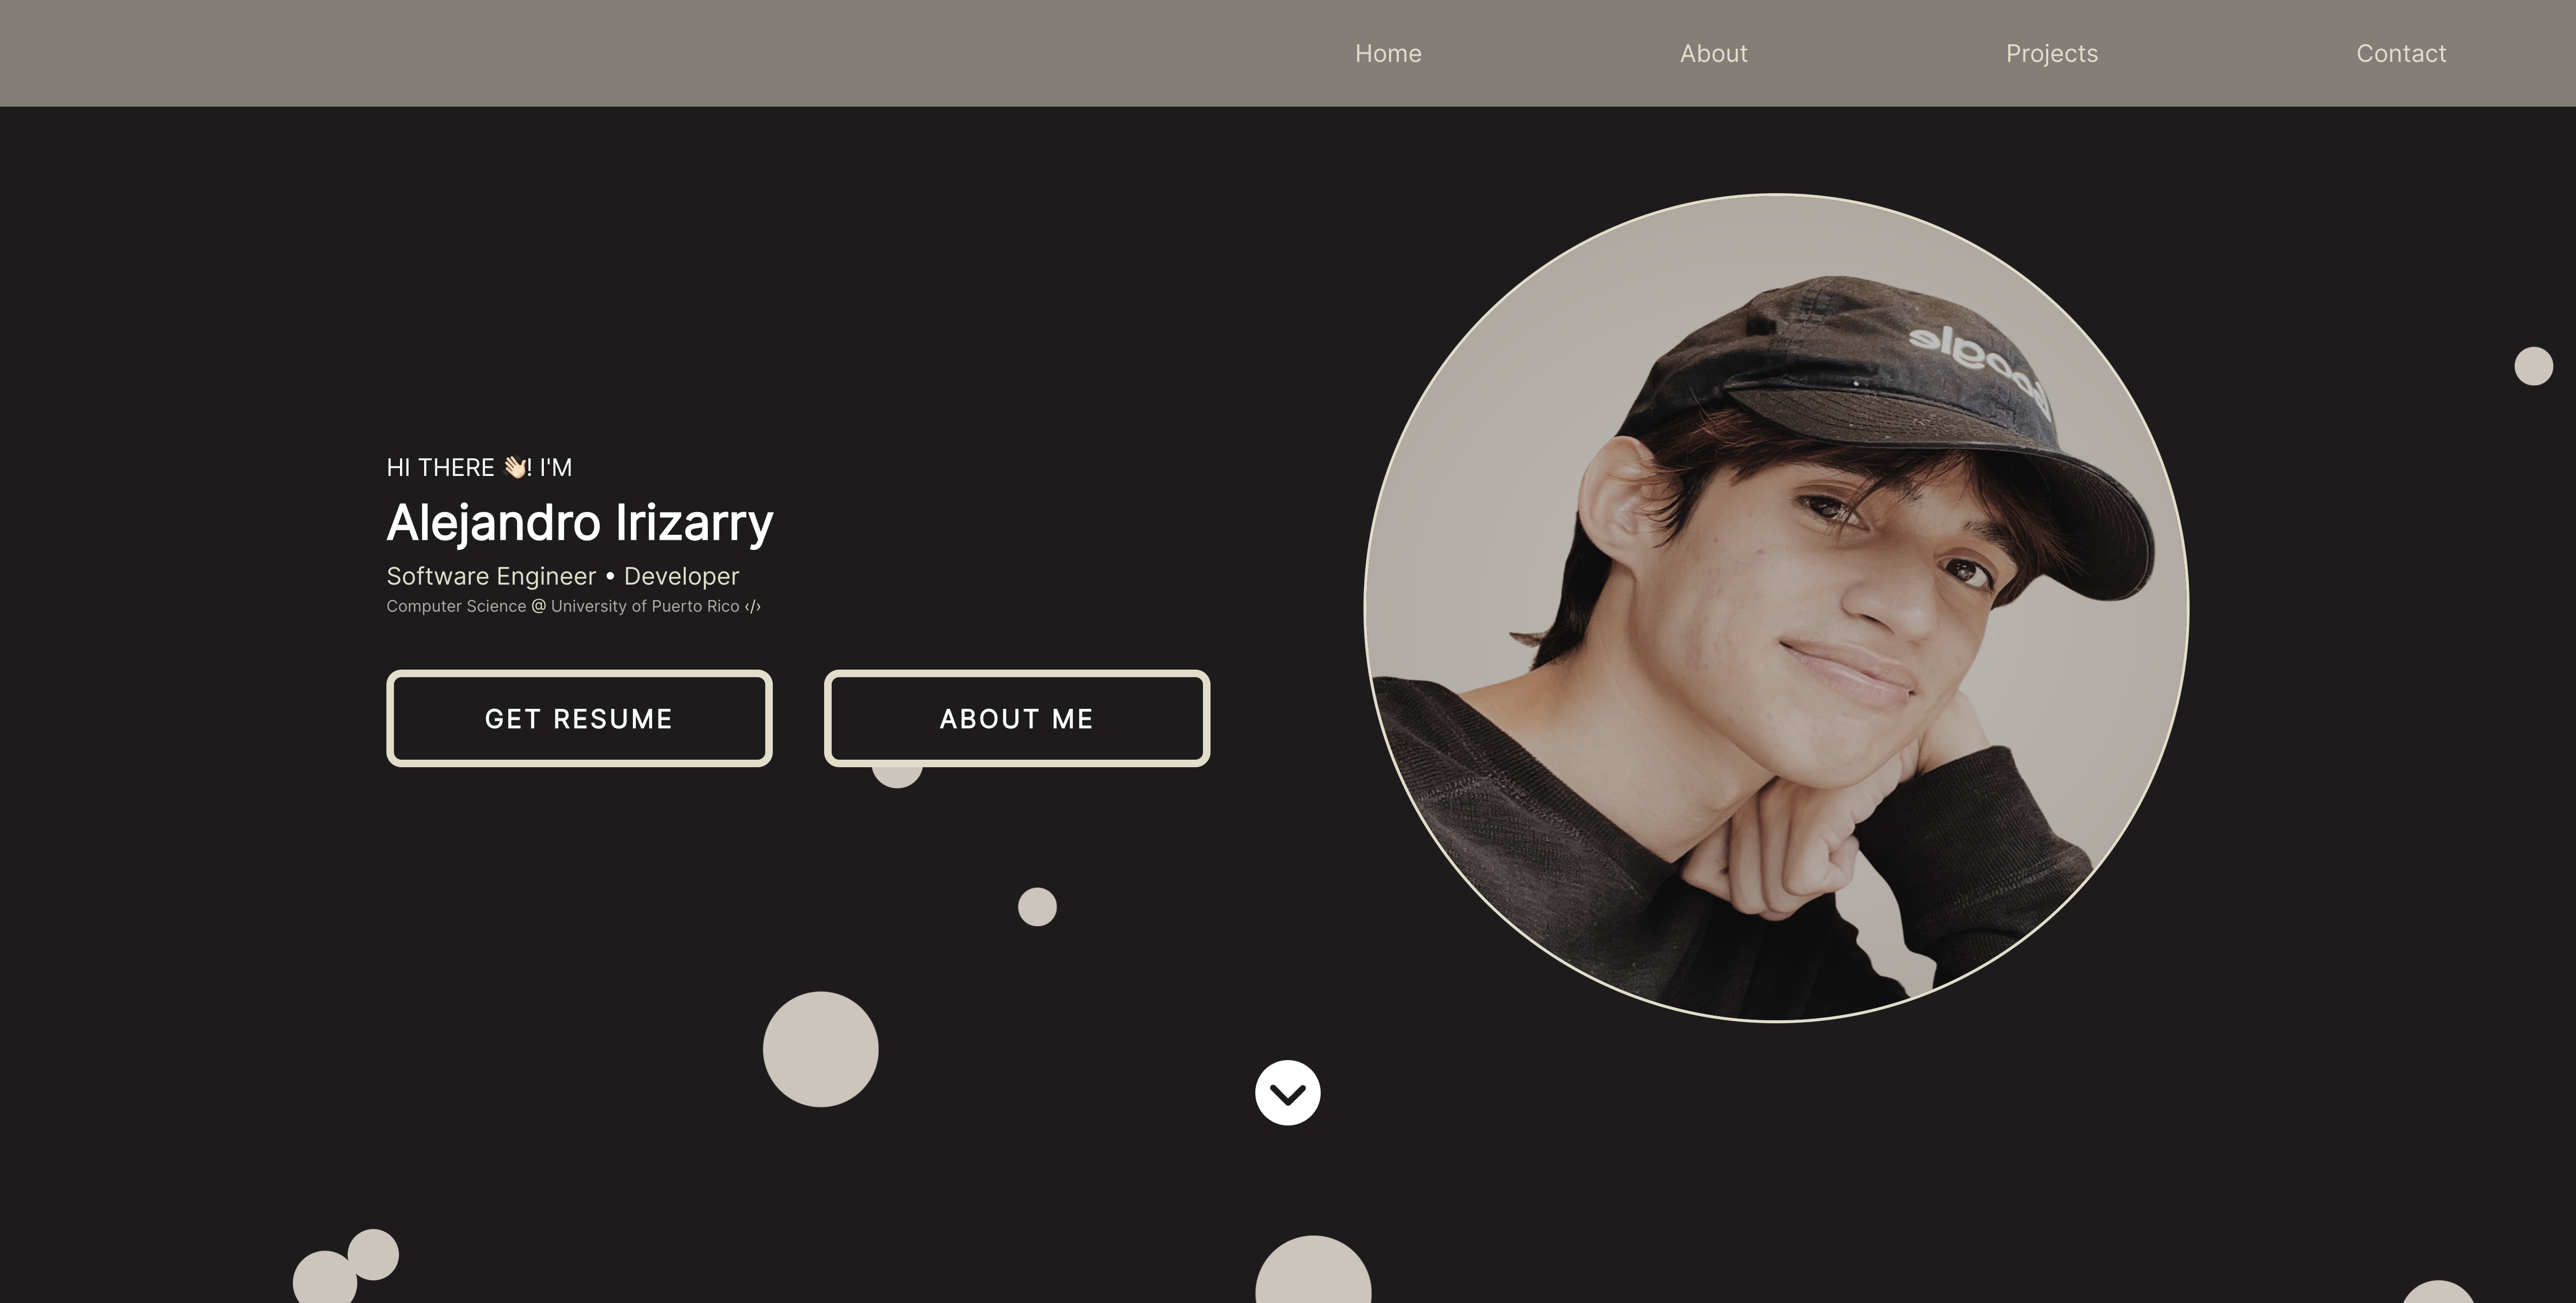 Home About Projects Contact
Google
HI THERE 👋🏻! I'M
Alejandro Irizarry
Software Engineer • Developer
Computer Science @ University of Puerto Rico ‹/›
GET RESUME ABOUT ME